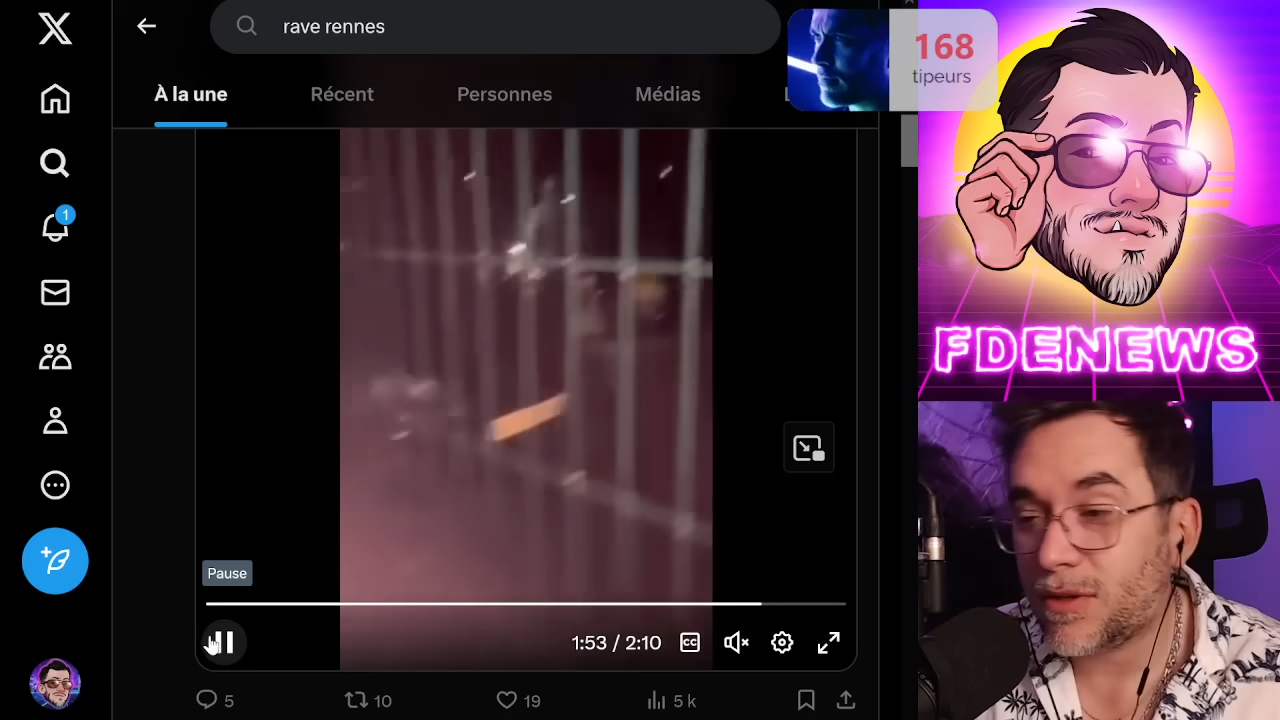 rave rennes
168
tipeurs
À la une
Récent
Personnes
Médias
1
FDENEWS
Pause
1:53 / 2:10
CC
5
10
19
5 k